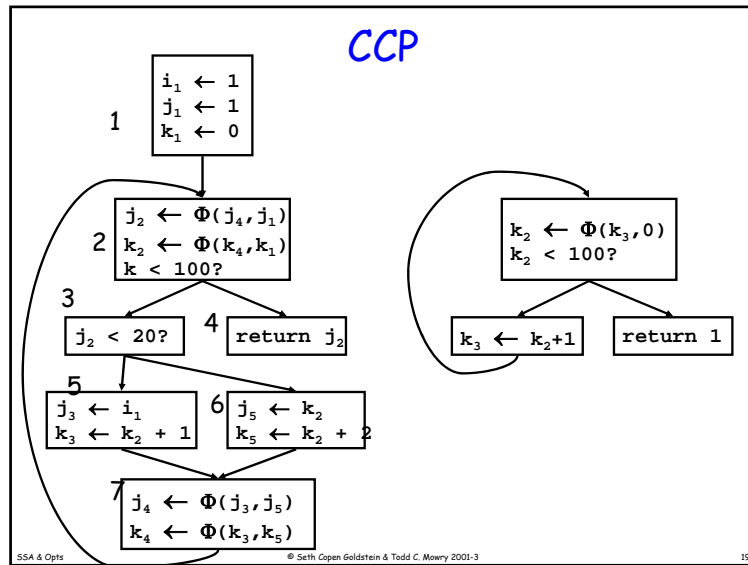 CCP
1
i₁ ← 1
j₁ ← 1
k₁ ← 0
2
j₂ ← Φ(j₄,j₁)
k₂ ← Φ(k₄,k₁)
k < 100?
3
j₂ < 20?
4
return j₂
5
j₃ ← i₁
k₃ ← k₂ + 1
6
j₅ ← k₂
k₅ ← k₂ + 2
7
j₄ ← Φ(j₃,j₅)
k₄ ← Φ(k₃,k₅)
k₂ ← Φ(k₃,0)
k₂ < 100?
k₃ ← k₂+1
return 1
SSA & Opts
© Seth Copen Goldstein & Todd C. Mowry 2001-3
19